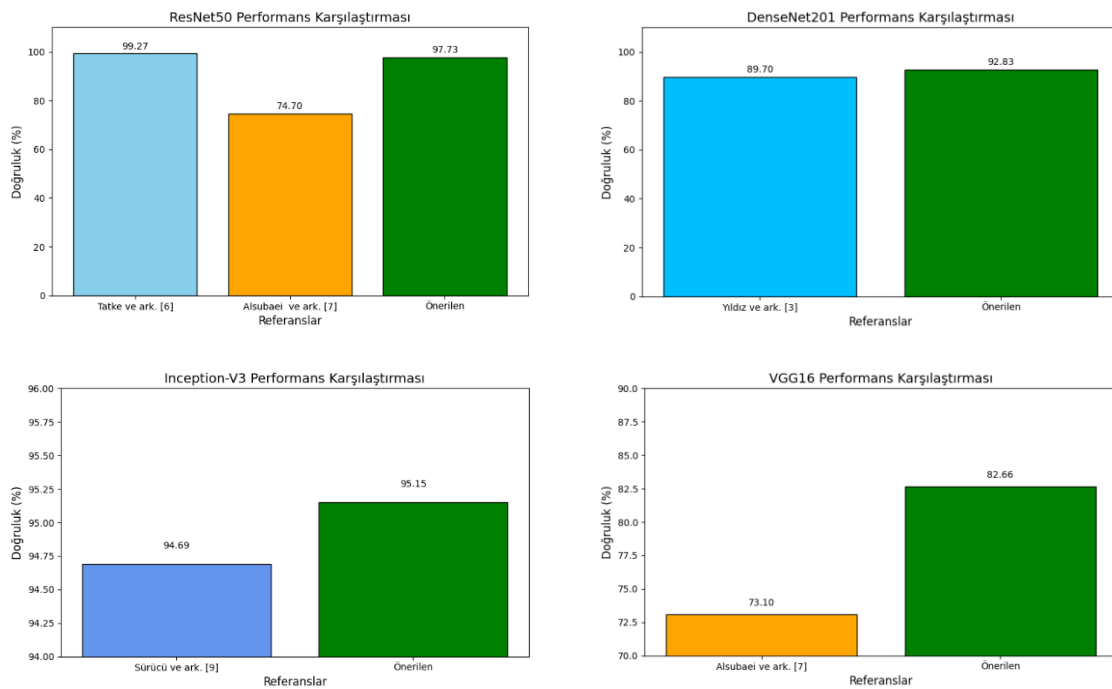 ResNet50 Performans Karşılaştırması
Doğruluk (%)
100
80
60
40
20
0
99.27
74.70
97.73
Tatke ve ark. [6]
Alsubaei ve ark. [7]
Önerilen
Referanslar
DenseNet201 Performans Karşılaştırması
Doğruluk (%)
100
80
60
40
20
0
89.70
92.83
Yıldız ve ark. [3]
Önerilen
Referanslar
Inception-V3 Performans Karşılaştırması
Doğruluk (%)
96.00
95.75
95.50
95.25
95.00
94.75
94.50
94.25
94.00
94.69
95.15
Sürücü ve ark. [9]
Önerilen
Referanslar
VGG16 Performans Karşılaştırması
Doğruluk (%)
90.0
87.5
85.0
82.5
80.0
77.5
75.0
72.5
70.0
73.10
82.66
Alsubaei ve ark. [7]
Önerilen
Referanslar